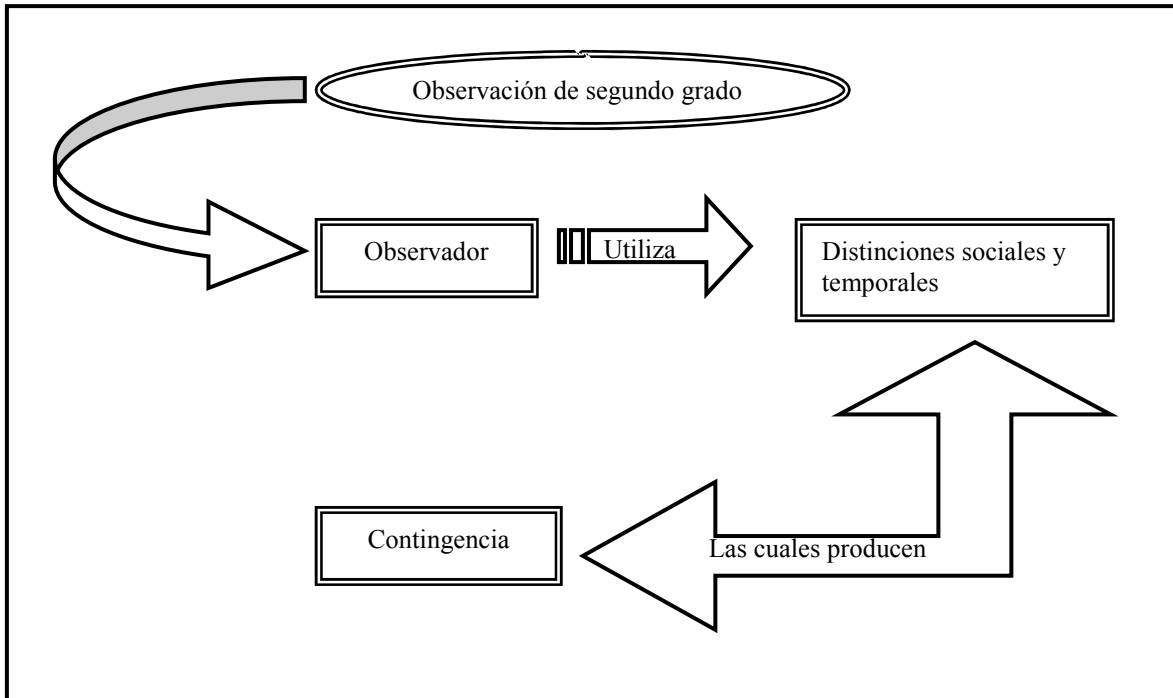 Observación de segundo grado
Observador
Utiliza
Distinciones sociales y
temporales
Contingencia
Las cuales producen